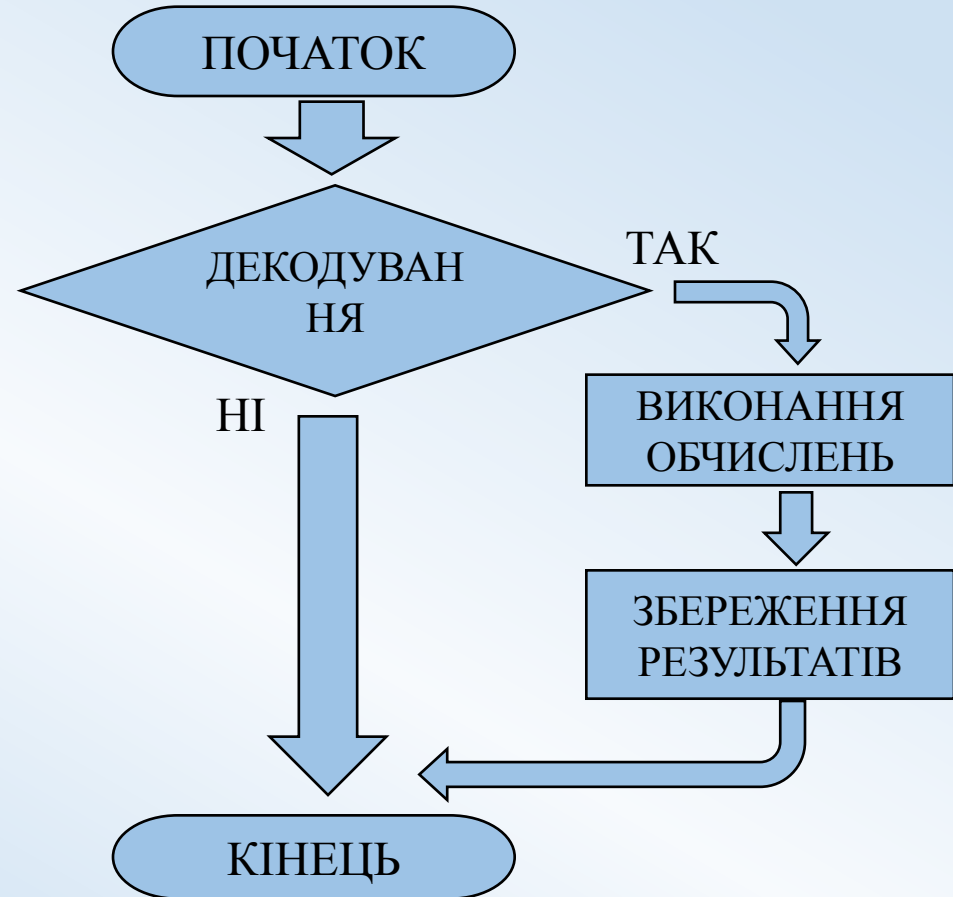 ПОЧАТОК
ДЕКОДУВАН
НЯ
ТАК
НІ
ВИКОНАННЯ
ОБЧИСЛЕНЬ
ЗБЕРЕЖЕННЯ
РЕЗУЛЬТАТІВ
КІНЕЦЬ